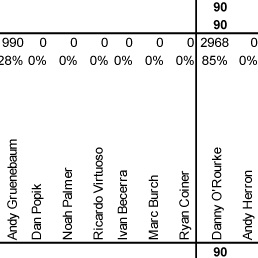 90
90
990 0 0 0 0 0 0 2968 0
28% 0% 0% 0% 0% 0% 0% 85% 0%
Andy Gruenebaum
Dan Popik
Noah Palmer
Ricardo Virtuoso
Ivan Becerra
Marc Burch
Ryan Coiner
Danny O'Rourke
Andy Herron
90